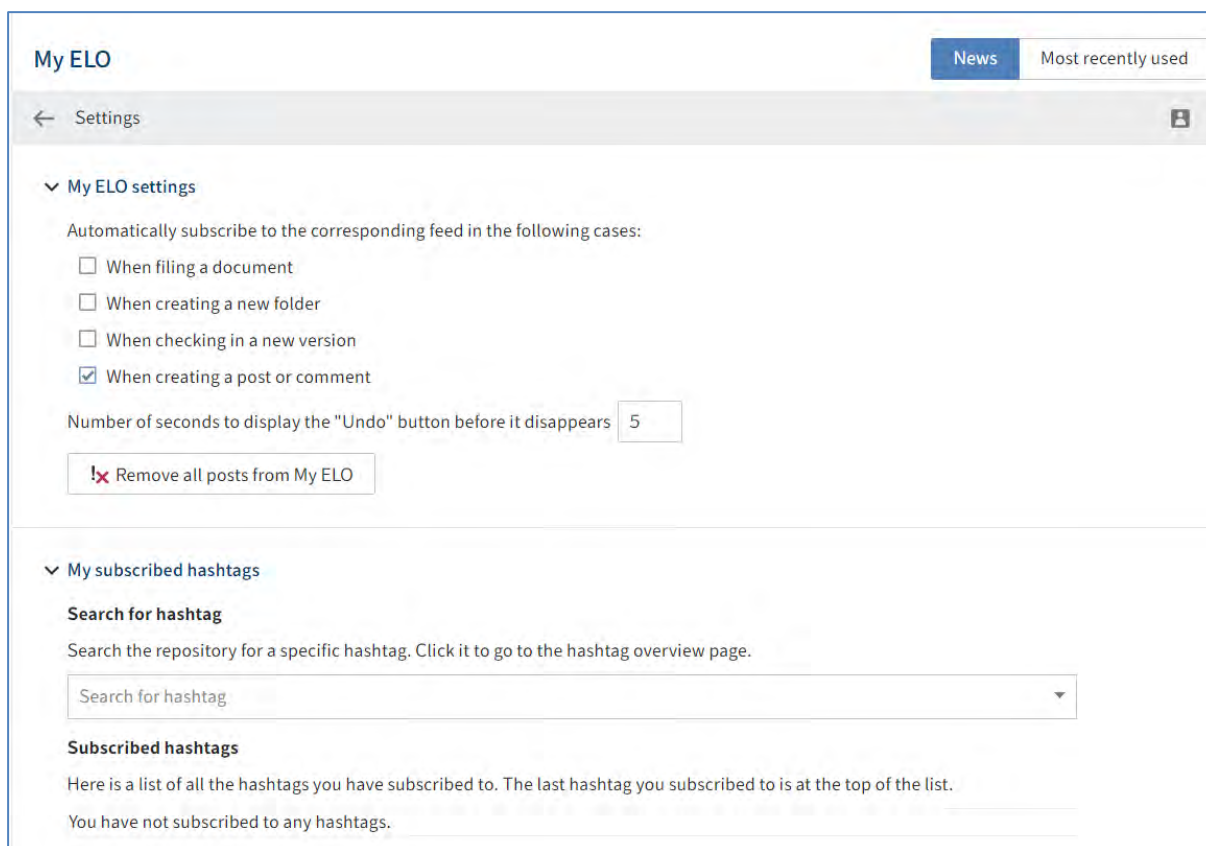 My ELO
News
Most recently used
Settings
My ELO settings
Automatically subscribe to the corresponding feed in the following cases:
When filing a document
When creating a new folder
When checking in a new version
When creating a post or comment
Number of seconds to display the "Undo" button before it disappears 5
Remove all posts from My ELO
My subscribed hashtags
Search for hashtag
Search the repository for a specific hashtag. Click it to go to the hashtag overview page.
Search for hashtag
Subscribed hashtags
Here is a list of all the hashtags you have subscribed to. The last hashtag you subscribed to is at the top of the list.
You have not subscribed to any hashtags.